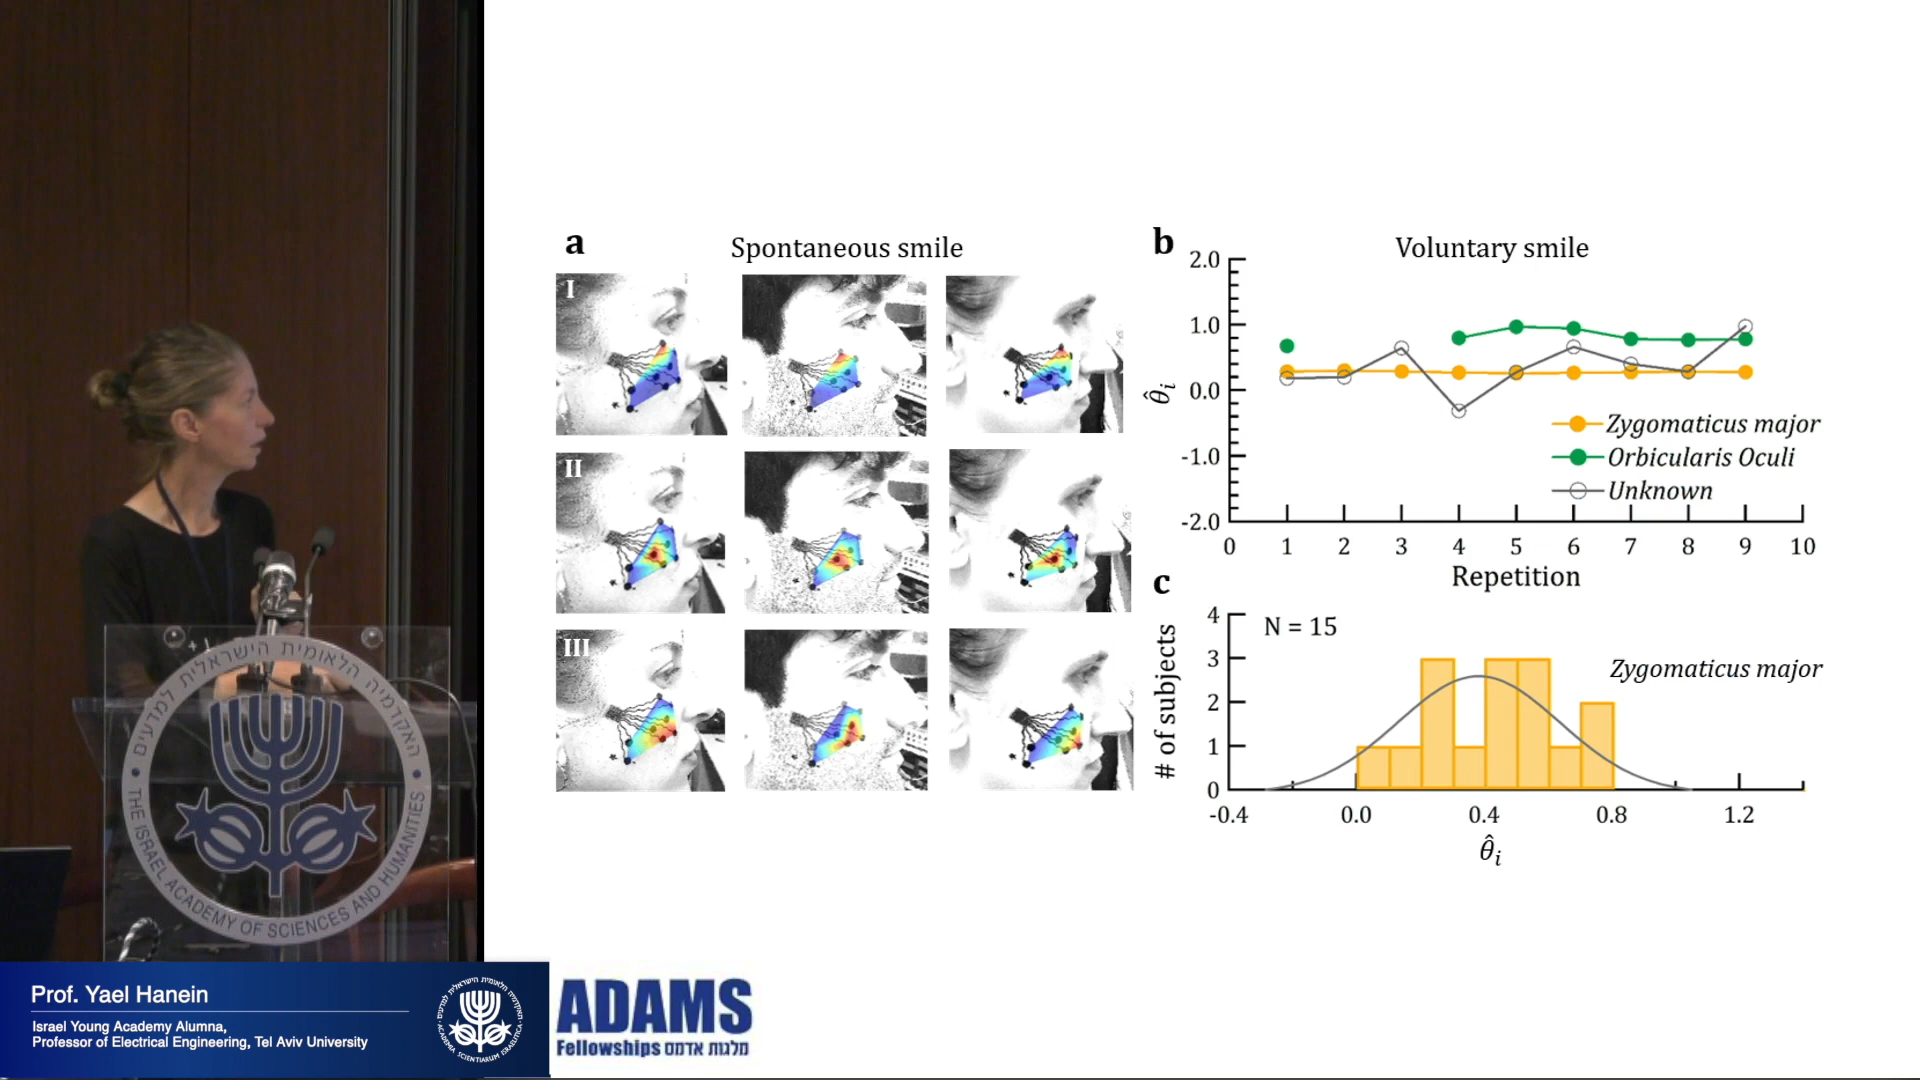 a
Spontaneous smile
I
II
III
b
Voluntary smile
2.0
1.0
0.0
-1.0
-2.0
θ̂i
Zygomaticus major
Orbicularis Oculi
Unknown
0 1 2 3 4 5 6 7 8 9 10
Repetition
c
# of subjects
4
3
2
1
0
N = 15
Zygomaticus major
-0.4 0.0 0.4 0.8 1.2
θ̂i
האקדמיה הלאומית הישראלית למדעים
THE ISRAEL ACADEMY OF SCIENCES AND HUMANITIES
Prof. Yael Hanein
Israel Young Academy Alumna,
Professor of Electrical Engineering, Tel Aviv University
ADAMS
Fellowships מלגות אדמס